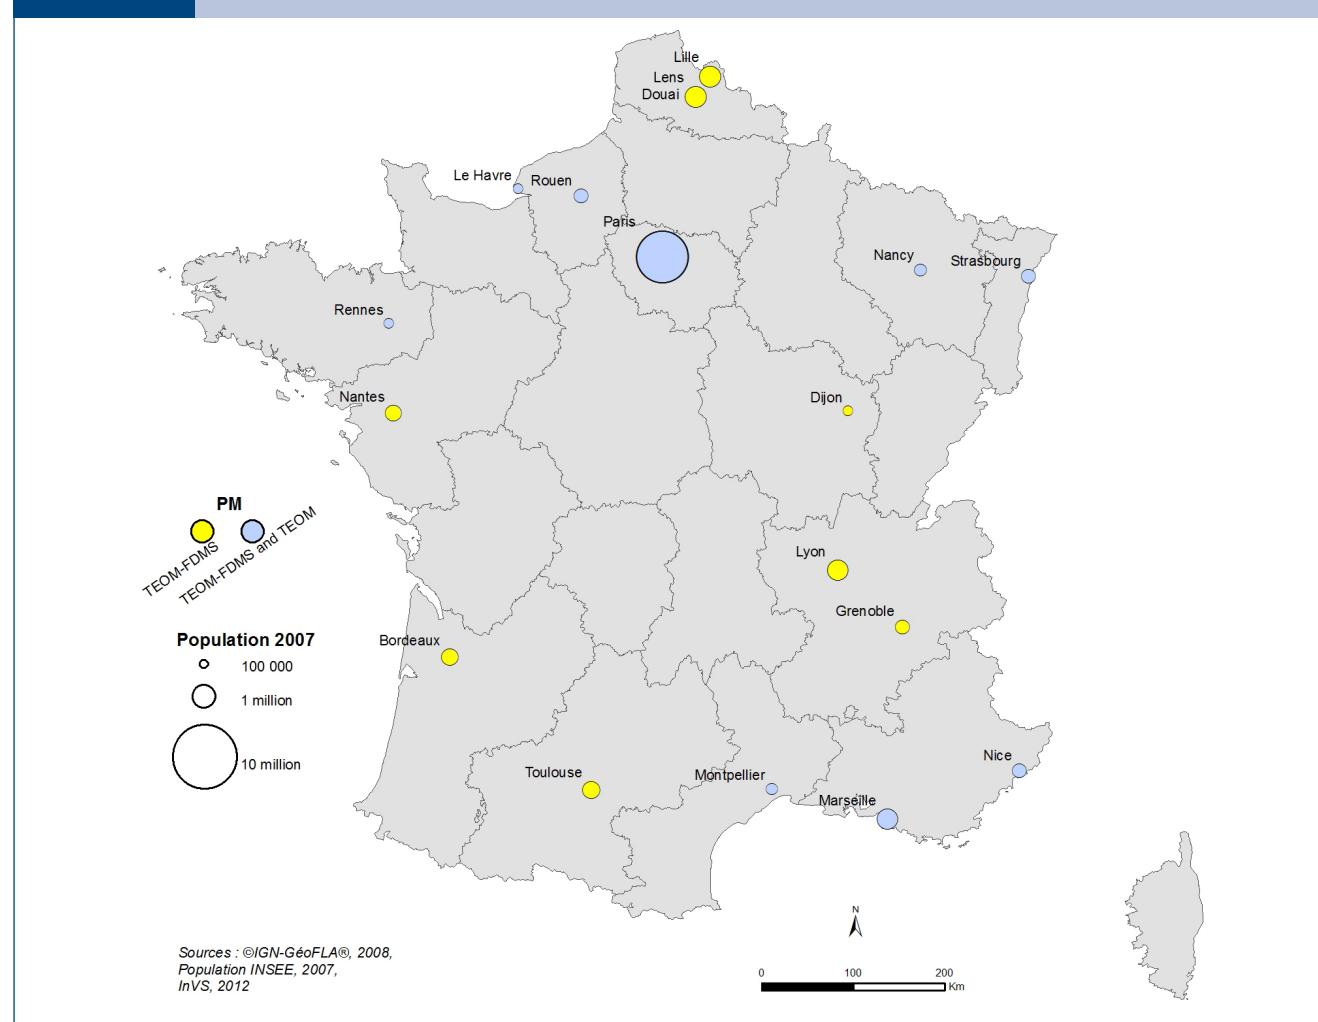 Lille
Lens
Douai
Le Havre
Rouen
Paris
Nancy
Strasbourg
Rennes
Nantes
Dijon
PM
TEOM-FDMS
TEOM-FDMS and TEOM
Lyon
Grenoble
Population 2007
Bordeaux
100 000
1 million
10 million
Toulouse
Montpellier
Nice
Marseille
N
Sources : ©IGN-GéoFLA®, 2008,
Population INSEE, 2007,
InVS, 2012
0 100 200
Km